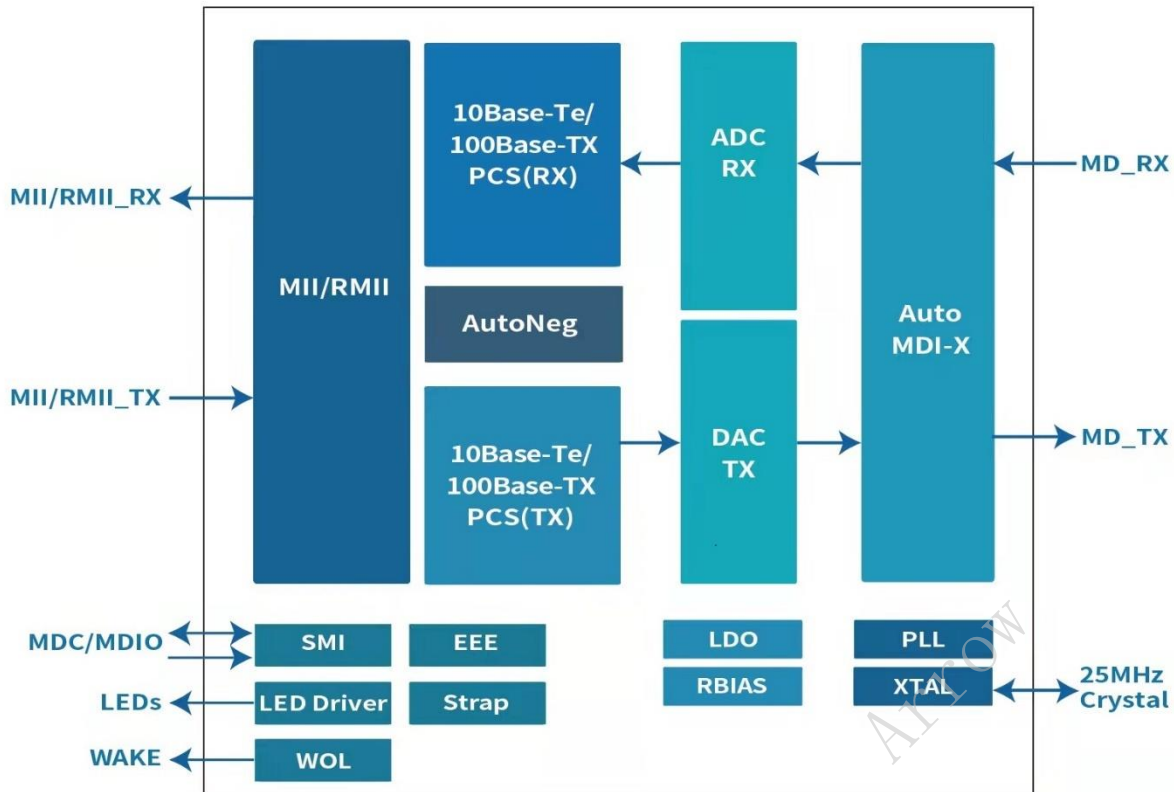 10Base-Te/
100Base-TX
PCS(RX)
ADC
RX
MD_RX
MII/RMII_RX
MII/RMII
Auto
MDI-X
AutoNeg
MII/RMII_TX
10Base-Te/
100Base-TX
PCS(TX)
DAC
TX
MD_TX
MDC/MDIO
SMI
EEE
LDO
PLL
LEDs
LED Driver
Strap
RBIAS
XTAL
25MHz
Crystal
WAKE
WOL
Arrow